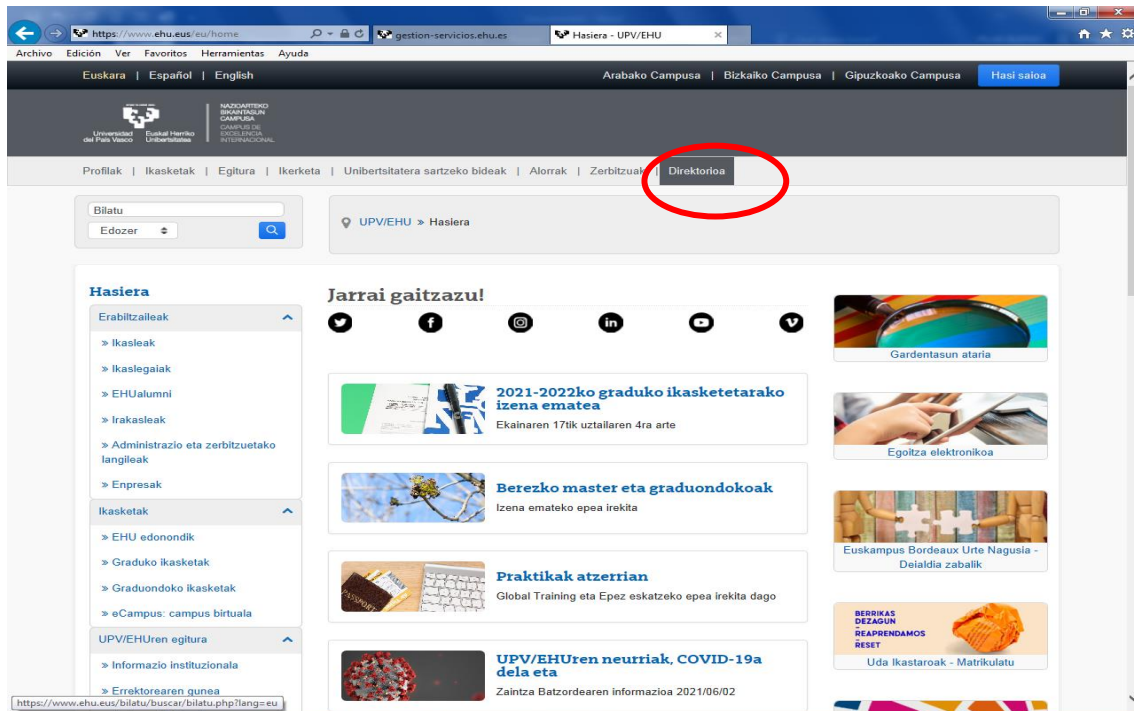 https://www.ehu.eus/eu/home
gestion-servicios.ehu.es
Hasiera - UPV/EHU
Archivo Edición Ver Favoritos Herramientas Ayuda
Euskara | Español | English
Arabako Campusa | Bizkaiko Campusa | Gipuzkoako Campusa
Hasi saioa
Universidad del País Vasco
Euskal Herriko Unibertsitatea
NAZIOARTEKO
BIKAINTASUN
CAMPUSA
CAMPUS DE
EXCELENCIA
INTERNACIONAL
Profilak | Ikasketak | Egitura | Ikerketa | Unibertsitatera sartzeko bideak | Alorrak | Zerbitzuak | Direktorioa
Bilatu
Edozer
UPV/EHU » Hasiera
Hasiera
Erabiltzaileak
» Ikasleak
» Ikaslegaiak
» EHUalumni
» Irakasleak
» Administrazio eta zerbitzuetako
langileak
» Enpresak
Ikasketak
» EHU edonondik
» Graduko ikasketak
» Graduondoko ikasketak
» eCampus: campus birtuala
UPV/EHUren egitura
» Informazio instituzionala
» Errektorearen gunea
Jarrai gaitzazu!
2021-2022ko graduko ikasketetarako
izena ematea
Ekainaren 17tik uztailaren 4ra arte
Berezko master eta graduondokoak
Izena emateko epea irekita
PASSPORT
Praktikak atzerrian
Global Training eta Epez eskatzeko epea irekita dago
UPV/EHUren neurriak, COVID-19a
dela eta
Zaintza Batzordearen informazioa 2021/06/02
Gardentasun ataria
Egoitza elektronikoa
Euskampus Bordeaux Urte Nagusia -
Deialdia zabalik
BERRIKAS
DEZAGUN
REAPRENDAMOS
RESET
Uda Ikastaroak - Matrikulatu
https://www.ehu.eus/bilatu/buscar/bilatu.php?lang=eu